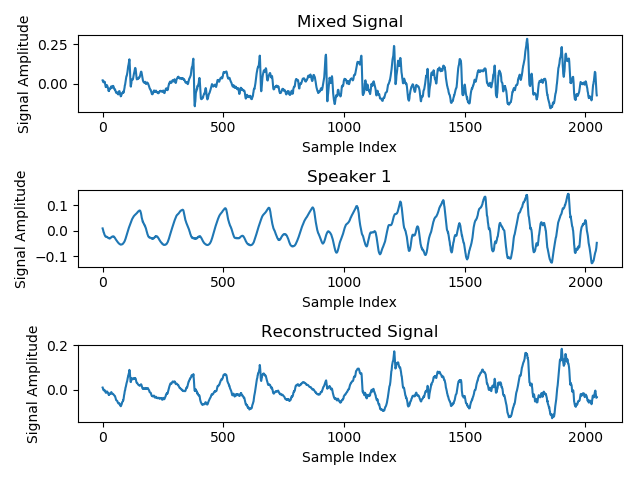 Mixed Signal
Signal Amplitude
0.25
0.00
0 500 1000 1500 2000
Sample Index
Speaker 1
Signal Amplitude
0.1
0.0
−0.1
0 500 1000 1500 2000
Sample Index
Reconstructed Signal
Signal Amplitude
0.2
0.0
0 500 1000 1500 2000
Sample Index